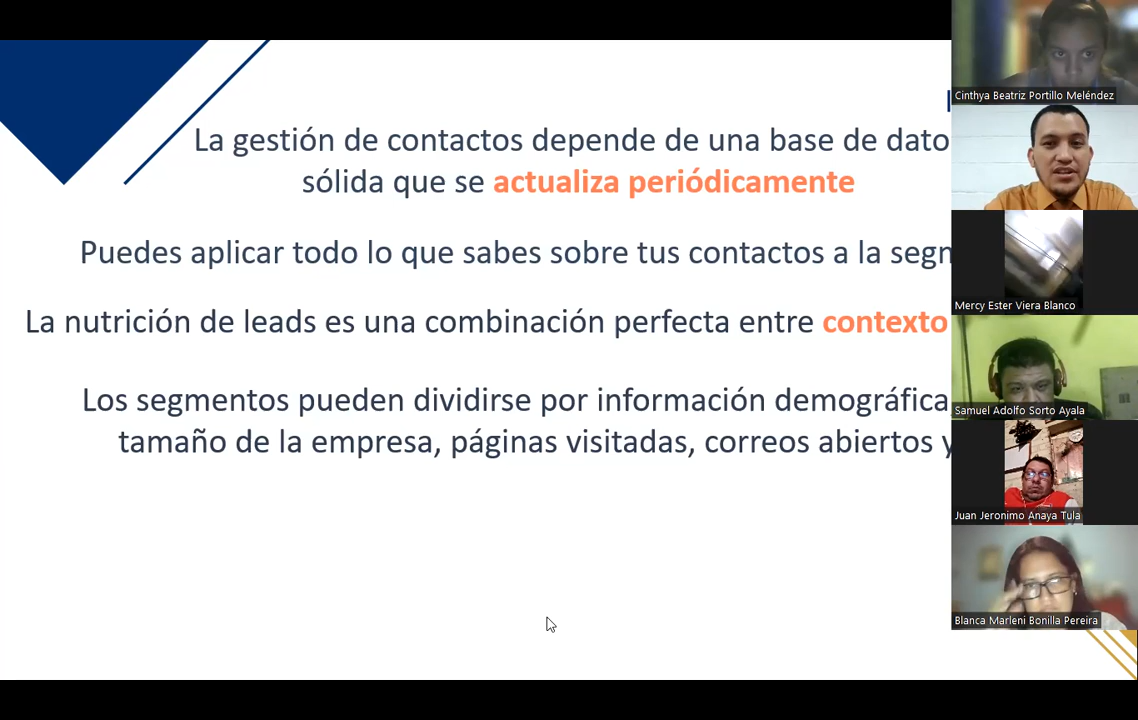 La gestión de contactos depende de una base de dato
sólida que se actualiza periódicamente
Puedes aplicar todo lo que sabes sobre tus contactos a la segm
La nutrición de leads es una combinación perfecta entre contexto
Los segmentos pueden dividirse por información demográfica
tamaño de la empresa, páginas visitadas, correos abiertos y
Cinthya Beatriz Portillo Meléndez
Mercy Ester Viera Blanco
Samuel Adolfo Sorto Ayala
Juan Jeronimo Anaya Tula
Blanca Marleni Bonilla Pereira